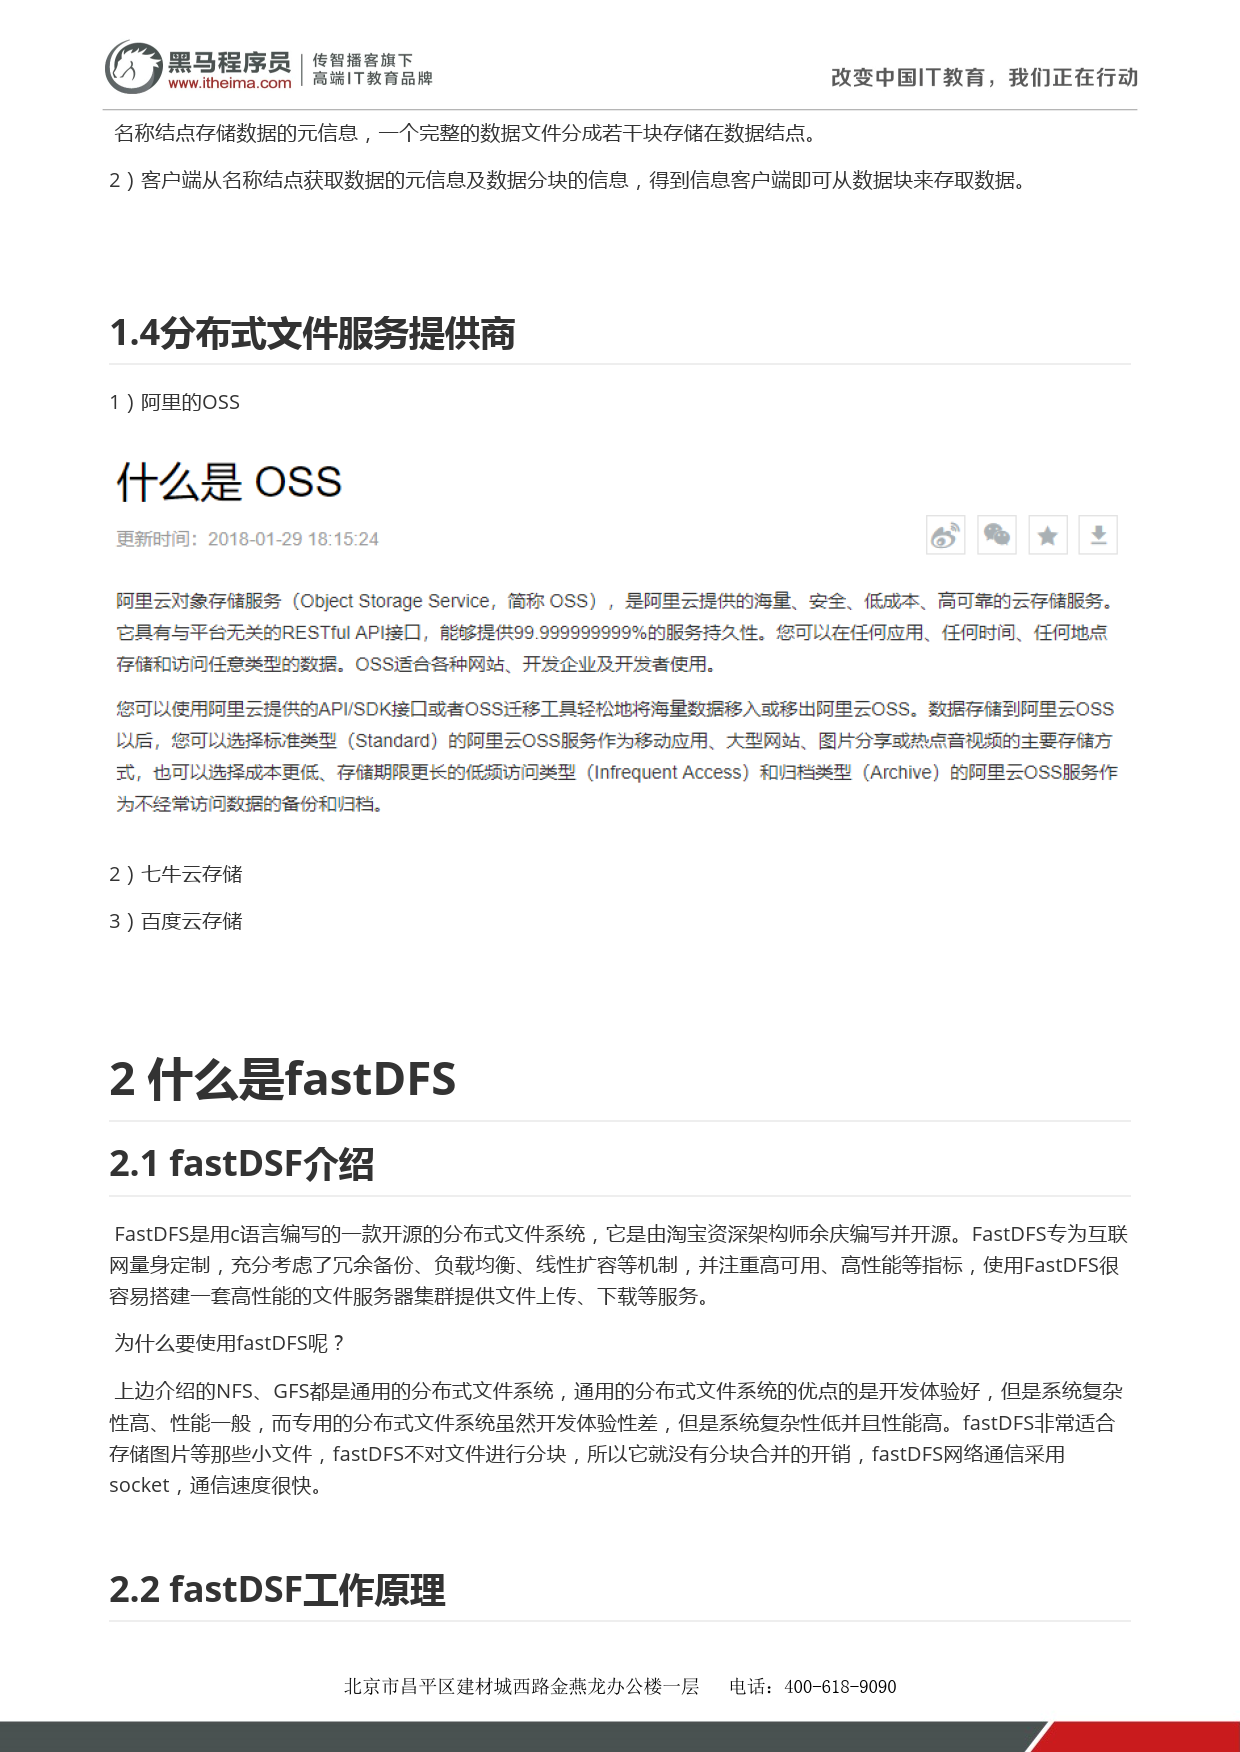 黑马程序员
www.itheima.com
传智播客旗下
高端IT教育品牌
改变中国IT教育，我们正在行动
名称结点存储数据的元信息，一个完整的数据文件分成若干块存储在数据结点。
2）客户端从名称结点获取数据的元信息及数据分块的信息，得到信息客户端即可从数据块来存取数据。
1.4分布式文件服务提供商
1）阿里的OSS
什么是 OSS
更新时间：2018-01-29 18:15:24
阿里云对象存储服务（Object Storage Service，简称 OSS），是阿里云提供的海量、安全、低成本、高可靠的云存储服务。
它具有与平台无关的RESTful API接口，能够提供99.999999999%的服务持久性。您可以在任何应用、任何时间、任何地点
存储和访问任意类型的数据。OSS适合各种网站、开发企业及开发者使用。
您可以使用阿里云提供的API/SDK接口或者OSS迁移工具轻松地将海量数据移入或移出阿里云OSS。数据存储到阿里云OSS
以后，您可以选择标准类型（Standard）的阿里云OSS服务作为移动应用、大型网站、图片分享或热点音视频的主要存储方
式，也可以选择成本更低、存储期限更长的低频访问类型（Infrequent Access）和归档类型（Archive）的阿里云OSS服务作
为不经常访问数据的备份和归档。
2）七牛云存储
3）百度云存储
2 什么是fastDFS
2.1 fastDSF介绍
FastDFS是用c语言编写的一款开源的分布式文件系统，它是由淘宝资深架构师余庆编写并开源。FastDFS专为互联
网量身定制，充分考虑了冗余备份、负载均衡、线性扩容等机制，并注重高可用、高性能等指标，使用FastDFS很
容易搭建一套高性能的文件服务器集群提供文件上传、下载等服务。
为什么要使用fastDFS呢？
上边介绍的NFS、GFS都是通用的分布式文件系统，通用的分布式文件系统的优点的是开发体验好，但是系统复杂
性高、性能一般，而专用的分布式文件系统虽然开发体验性差，但是系统复杂性低并且性能高。fastDFS非常适合
存储图片等那些小文件，fastDFS不对文件进行分块，所以它就没有分块合并的开销，fastDFS网络通信采用
socket，通信速度很快。
2.2 fastDSF工作原理
北京市昌平区建材城西路金燕龙办公楼一层 电话：400-618-9090